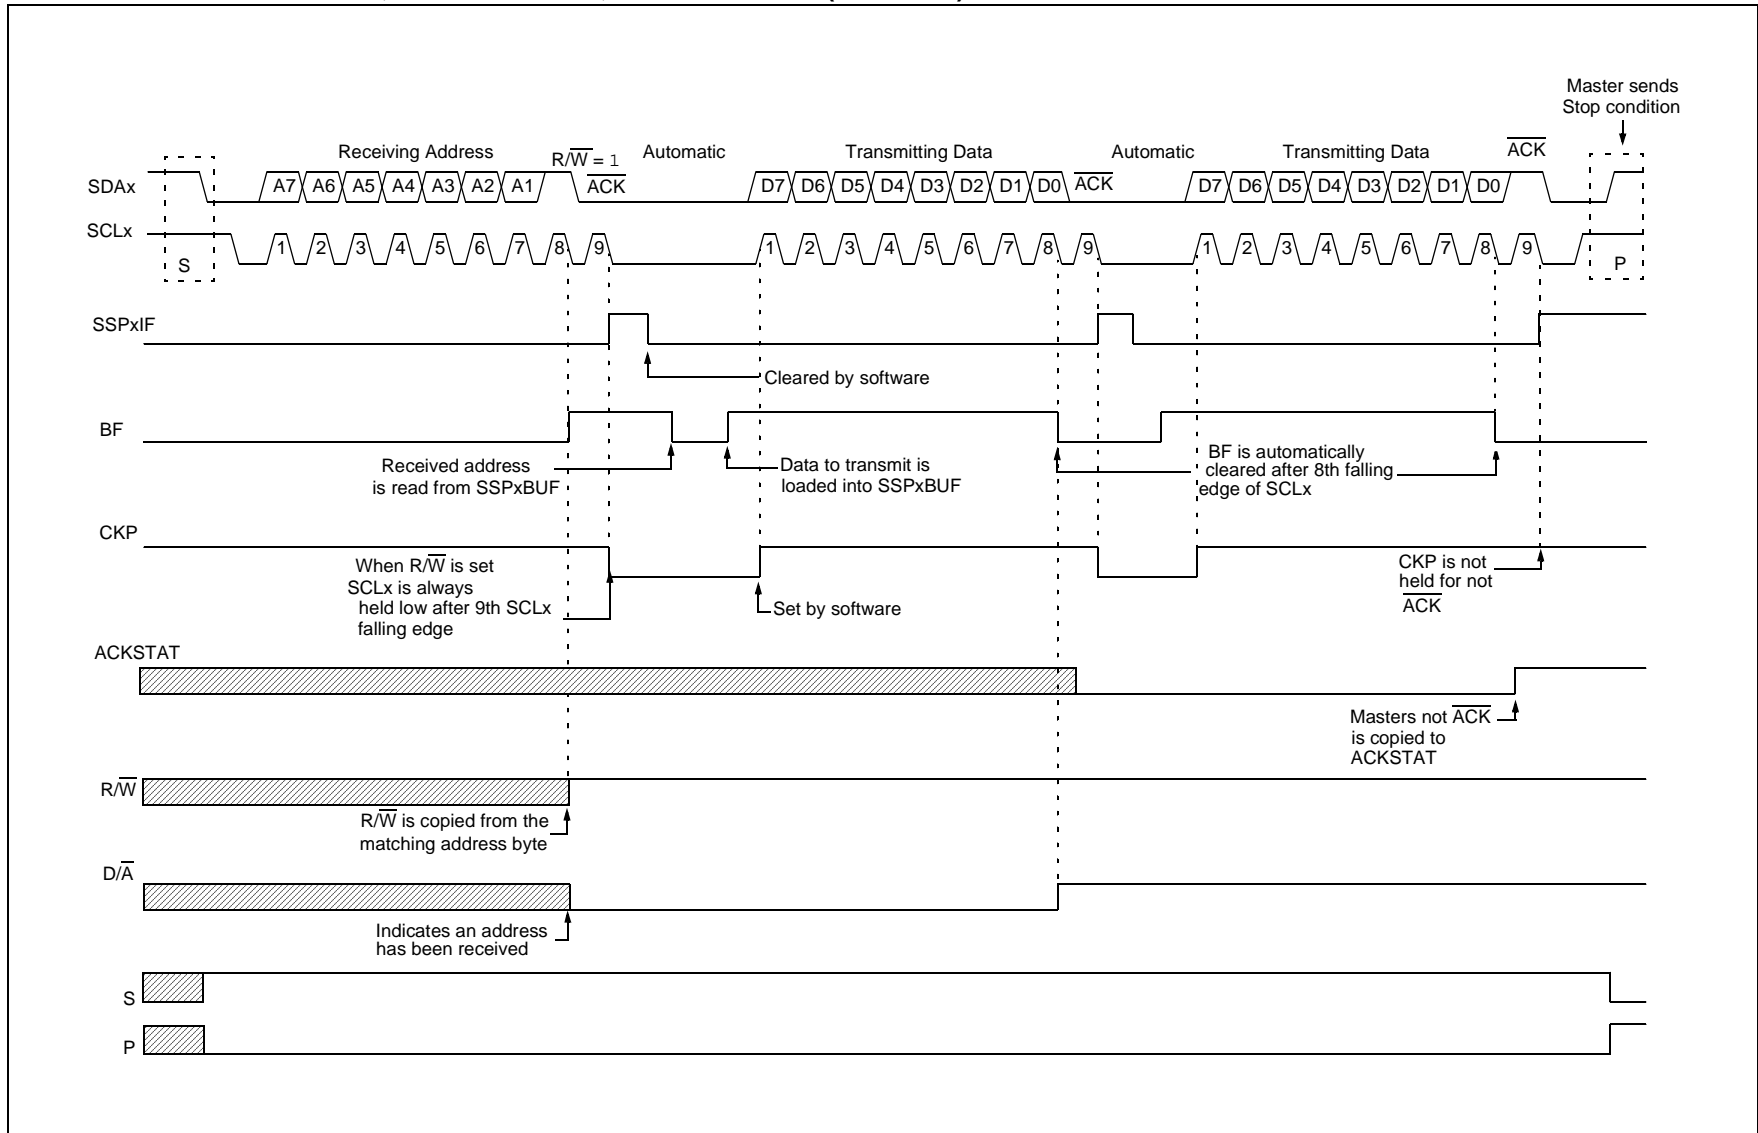 Master sends
Stop condition
Receiving Address
R/W = 1
Automatic
Transmitting Data
Automatic
Transmitting Data
ACK
SDAx
A7 A6 A5 A4 A3 A2 A1
ACK
D7 D6 D5 D4 D3 D2 D1 D0
ACK
D7 D6 D5 D4 D3 D2 D1 D0
SCLx
S
1 2 3 4 5 6 7 8 9
1 2 3 4 5 6 7 8 9
1 2 3 4 5 6 7 8 9
P
SSPxIF
Cleared by software
BF
Received address
is read from SSPxBUF
Data to transmit is
loaded into SSPxBUF
BF is automatically
cleared after 8th falling
edge of SCLx
CKP
When R/W is set
SCLx is always
held low after 9th SCLx
falling edge
Set by software
CKP is not
held for not
ACK
ACKSTAT
Masters not ACK
is copied to
ACKSTAT
R/W
R/W is copied from the
matching address byte
D/A
Indicates an address
has been received
S
P